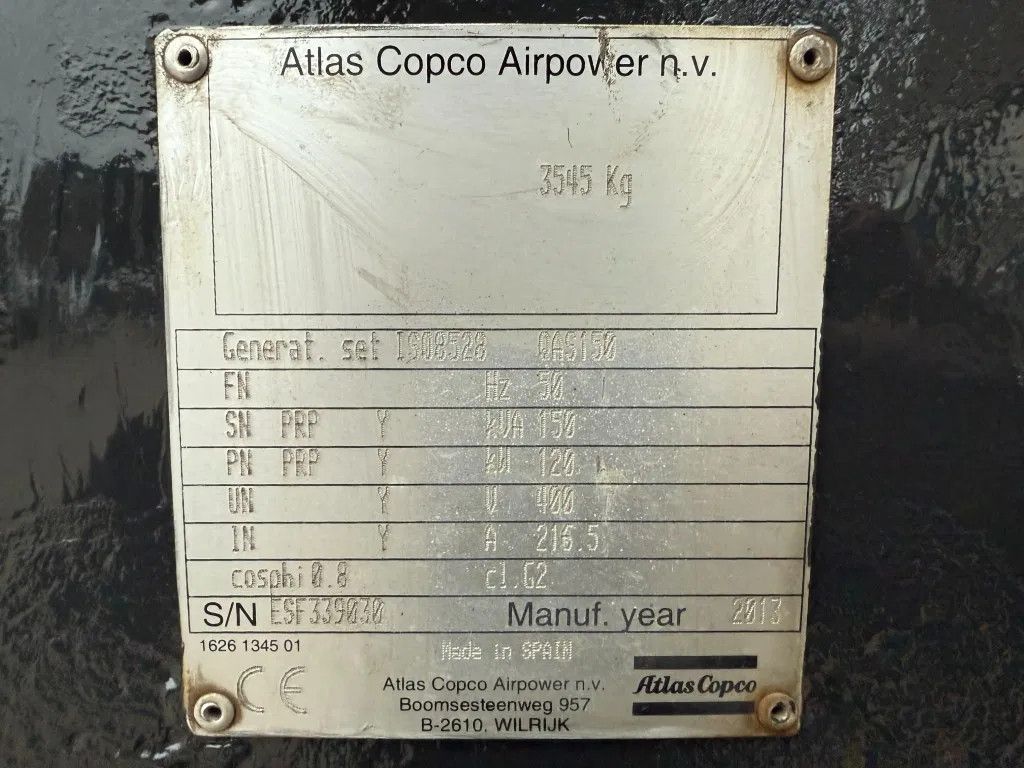 Atlas Copco Airpower n.v.
3545 Kg
Generat. set ISO8528 QAS150
FN Hz 50
SN PRP Y kVA 150
PN PRP Y kW 120
UN Y V 400
IN Y A 216.5
cosphi 0.8 cl.G2
S/N ESF339030 Manuf. year 2013
1626 1345 01 Made in SPAIN
CE Atlas Copco Airpower n.v. Atlas Copco
Boomsesteenweg 957
B-2610. WILRIJK